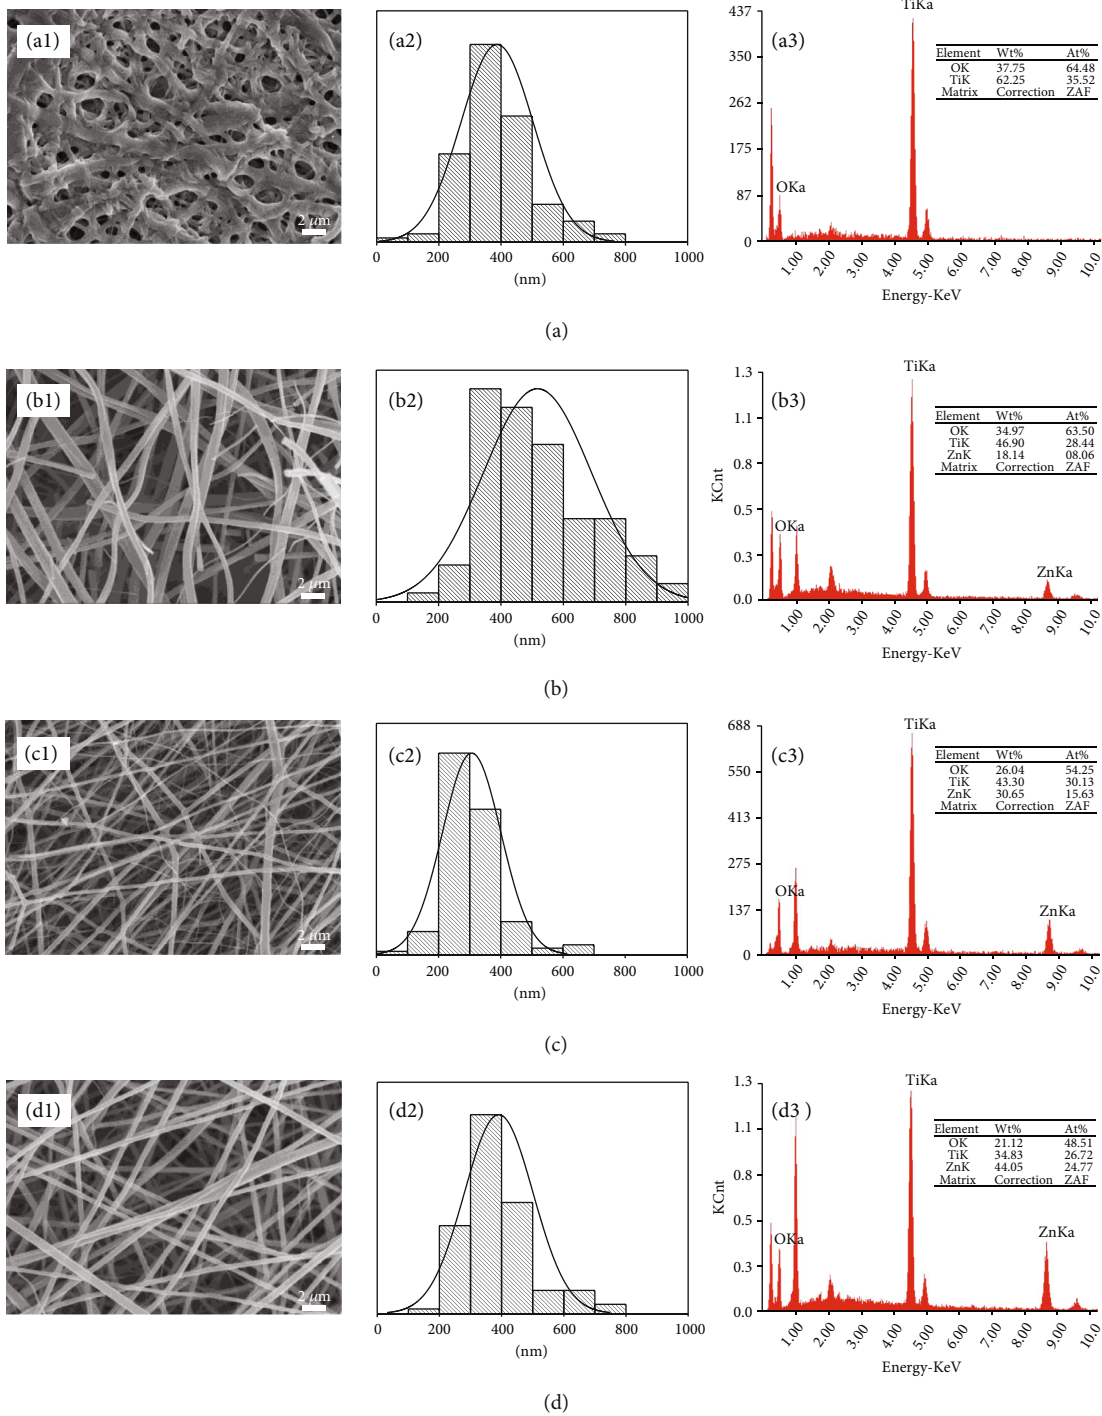 (a1)
2 μm
(a2)
0 200 400 600 800 1000
(nm)
(a3)
TiKa
OKa
437
350
262
175
87
0
Element Wt% At%
OK 37.75 64.48
TiK 62.25 35.52
Matrix Correction ZAF
1.00 2.00 3.00 4.00 5.00 6.00 7.00 8.00 9.00 10.0
Energy-KeV
(a)
(b1)
2 μm
(b2)
0 200 400 600 800 1000
(nm)
(b3)
TiKa
OKa
ZnKa
KCnt
1.3
1.1
0.8
0.5
0.3
0.0
Element Wt% At%
OK 34.97 63.50
TiK 46.90 28.44
ZnK 18.14 08.06
Matrix Correction ZAF
1.00 2.00 3.00 4.00 5.00 6.00 7.00 8.00 9.00 10.0
Energy-KeV
(b)
(c1)
2 μm
(c2)
0 200 400 600 800 1000
(nm)
(c3)
TiKa
OKa
ZnKa
688
550
413
275
137
0
Element Wt% At%
OK 26.04 54.25
TiK 43.30 30.13
ZnK 30.65 15.63
Matrix Correction ZAF
1.00 2.00 3.00 4.00 5.00 6.00 7.00 8.00 9.00 10.0
Energy-KeV
(c)
(d1)
2 μm
(d2)
0 200 400 600 800 1000
(nm)
(d3 )
TiKa
OKa
ZnKa
KCnt
1.3
1.1
0.8
0.5
0.3
0.0
Element Wt% At%
OK 21.12 48.51
TiK 34.83 26.72
ZnK 44.05 24.77
Matrix Correction ZAF
1.00 2.00 3.00 4.00 5.00 6.00 7.00 8.00 9.00 10.0
Energy-KeV
(d)